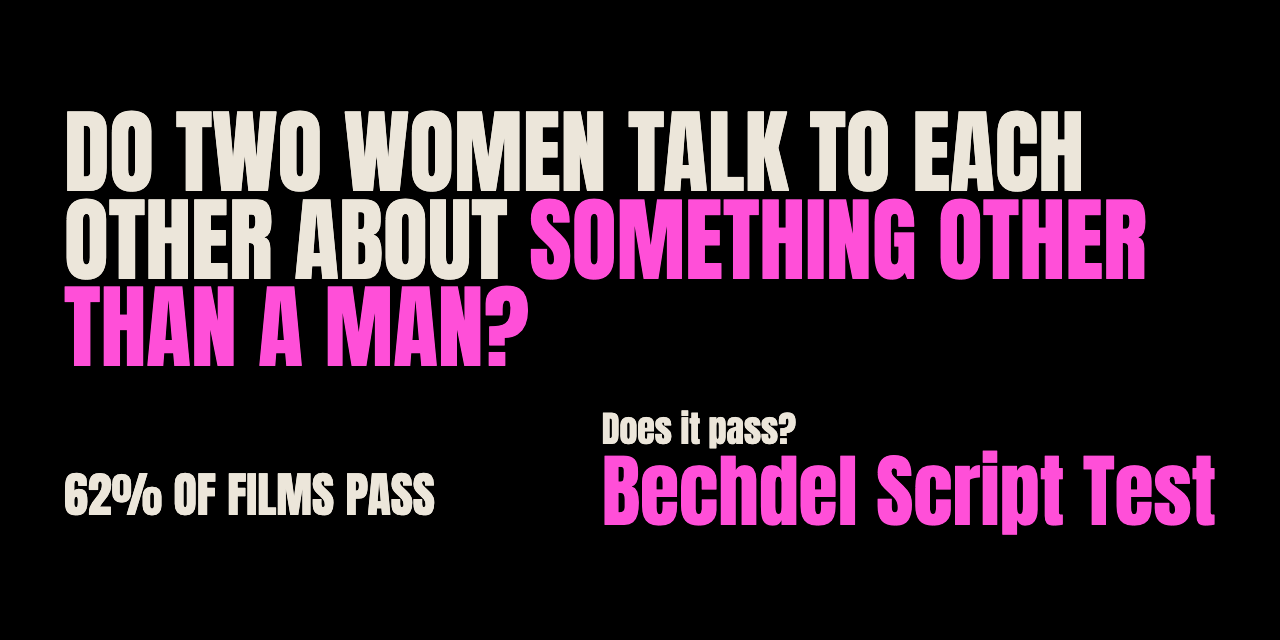 DO TWO WOMEN TALK TO EACH
OTHER ABOUT SOMETHING OTHER
THAN A MAN?
62% OF FILMS PASS
Does it pass?
Bechdel Script Test